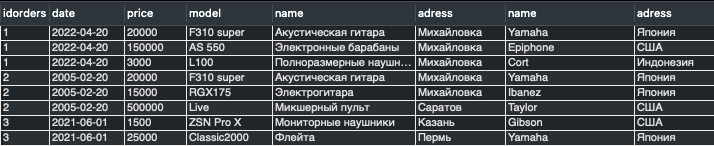 idorders date price model name adress name adress
1 2022-04-20 20000 F310 super Акустическая гитара Михайловка Yamaha Япония
1 2022-04-20 150000 AS 550 Электронные барабаны Михайловка Epiphone США
1 2022-04-20 3000 L100 Полноразмерные наушн... Михайловка Cort Индонезия
2 2005-02-20 20000 F310 super Акустическая гитара Михайловка Yamaha Япония
2 2005-02-20 15000 RGX175 Электрогитара Михайловка Ibanez США
2 2005-02-20 500000 Live Микшерный пульт Саратов Taylor США
3 2021-06-01 1500 ZSN Pro X Мониторные наушники Казань Gibson США
3 2021-06-01 25000 Classic2000 Флейта Пермь Yamaha Япония